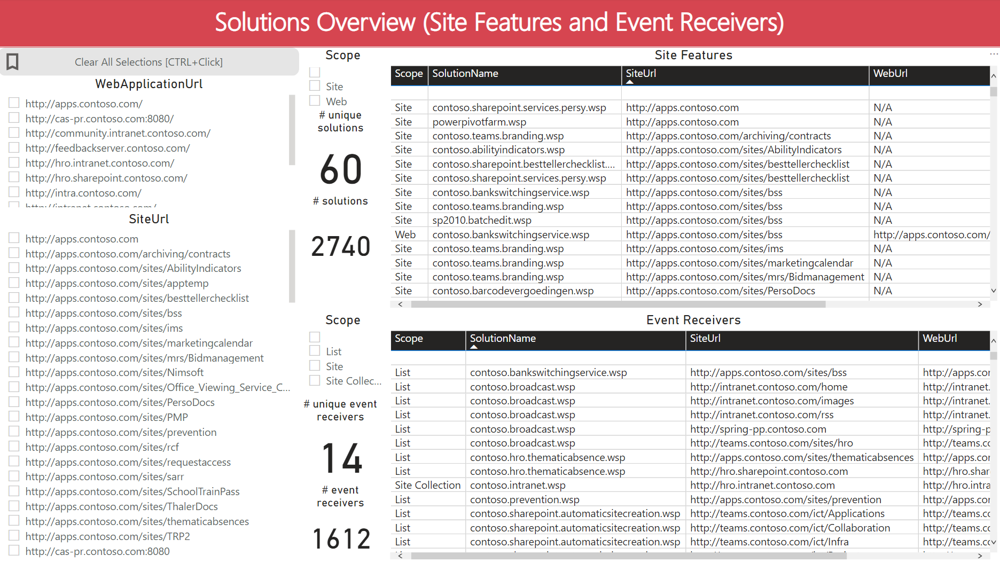 Solutions Overview (Site Features and Event Receivers)
Clear All Selections [CTRL+Click]
WebApplicationUrl
http://apps.contoso.com/
http://cas-pr.contoso.com:8080/
http://community.intranet.contoso.com/
http://feedbackserver.contoso.com/
http://hro.intranet.contoso.com/
http://hro.sharepoint.contoso.com/
http://intra.contoso.com/
http://intranet.contoso.com/
SiteUrl
http://apps.contoso.com
http://apps.contoso.com/archiving/contracts
http://apps.contoso.com/sites/AbilityIndicators
http://apps.contoso.com/sites/apptemp
http://apps.contoso.com/sites/besttellerchecklist
http://apps.contoso.com/sites/bss
http://apps.contoso.com/sites/ims
http://apps.contoso.com/sites/marketingcalendar
http://apps.contoso.com/sites/mrs/Bidmanagement
http://apps.contoso.com/sites/Nimsoft
http://apps.contoso.com/sites/Office_Viewing_Service_C...
http://apps.contoso.com/sites/PersoDocs
http://apps.contoso.com/sites/PMP
http://apps.contoso.com/sites/prevention
http://apps.contoso.com/sites/rcf
http://apps.contoso.com/sites/requestaccess
http://apps.contoso.com/sites/sarr
http://apps.contoso.com/sites/SchoolTrainPass
http://apps.contoso.com/sites/ThalerDocs
http://apps.contoso.com/sites/thematicabsences
http://apps.contoso.com/sites/TRP2
http://cas-pr.contoso.com:8080
Scope
Site
Web
# unique
solutions
60
# solutions
2740
Scope
List
Site
Site Collec...
# unique event
receivers
14
# event
receivers
1612
Site Features
Scope SolutionName SiteUrl WebUrl
Site contoso.sharepoint.services.persy.wsp http://apps.contoso.com N/A
Site powerpivotfarm.wsp http://apps.contoso.com N/A
Site contoso.teams.branding.wsp http://apps.contoso.com/archiving/contracts N/A
Site contoso.abilityindicators.wsp http://apps.contoso.com/sites/AbilityIndicators N/A
Site contoso.sharepoint.besttellerchecklist.... http://apps.contoso.com/sites/besttellerchecklist N/A
Site contoso.sharepoint.services.persy.wsp http://apps.contoso.com/sites/besttellerchecklist N/A
Site contoso.bankswitchingservice.wsp http://apps.contoso.com/sites/bss N/A
Site contoso.teams.branding.wsp http://apps.contoso.com/sites/bss N/A
Site sp2010.batchedit.wsp http://apps.contoso.com/sites/bss N/A
Web contoso.bankswitchingservice.wsp http://apps.contoso.com/sites/bss http://apps.contoso.com/
Site contoso.teams.branding.wsp http://apps.contoso.com/sites/ims N/A
Site contoso.teams.branding.wsp http://apps.contoso.com/sites/marketingcalendar N/A
Site contoso.teams.branding.wsp http://apps.contoso.com/sites/mrs/Bidmanagement N/A
Site contoso.barcodevergoedingen.wsp http://apps.contoso.com/sites/PersoDocs N/A
Event Receivers
Scope SolutionName SiteUrl WebUrl
List contoso.bankswitchingservice.wsp http://apps.contoso.com/sites/bss http://apps.cor
List contoso.broadcast.wsp http://intranet.contoso.com/home http://intranet.
List contoso.broadcast.wsp http://intranet.contoso.com/images http://intranet.
List contoso.broadcast.wsp http://intranet.contoso.com/rss http://intranet.
List contoso.broadcast.wsp http://spring-pp.contoso.com http://spring-p
List contoso.broadcast.wsp http://teams.contoso.com/sites/hro http://teams.cc
List contoso.hro.thematicabsence.wsp http://apps.contoso.com/sites/thematicabsences http://apps.cor
List contoso.hro.thematicabsence.wsp http://hro.sharepoint.contoso.com http://hro.shar
Site Collection contoso.intranet.wsp http://hro.intranet.contoso.com http://hro.intra
List contoso.prevention.wsp http://apps.contoso.com/sites/prevention http://apps.cor
List contoso.sharepoint.automaticsitecreation.wsp http://teams.contoso.com/ict/Applications http://teams.cc
List contoso.sharepoint.automaticsitecreation.wsp http://teams.contoso.com/ict/Collaboration http://teams.cc
List contoso.sharepoint.automaticsitecreation.wsp http://teams.contoso.com/ict/Infra http://teams.cc